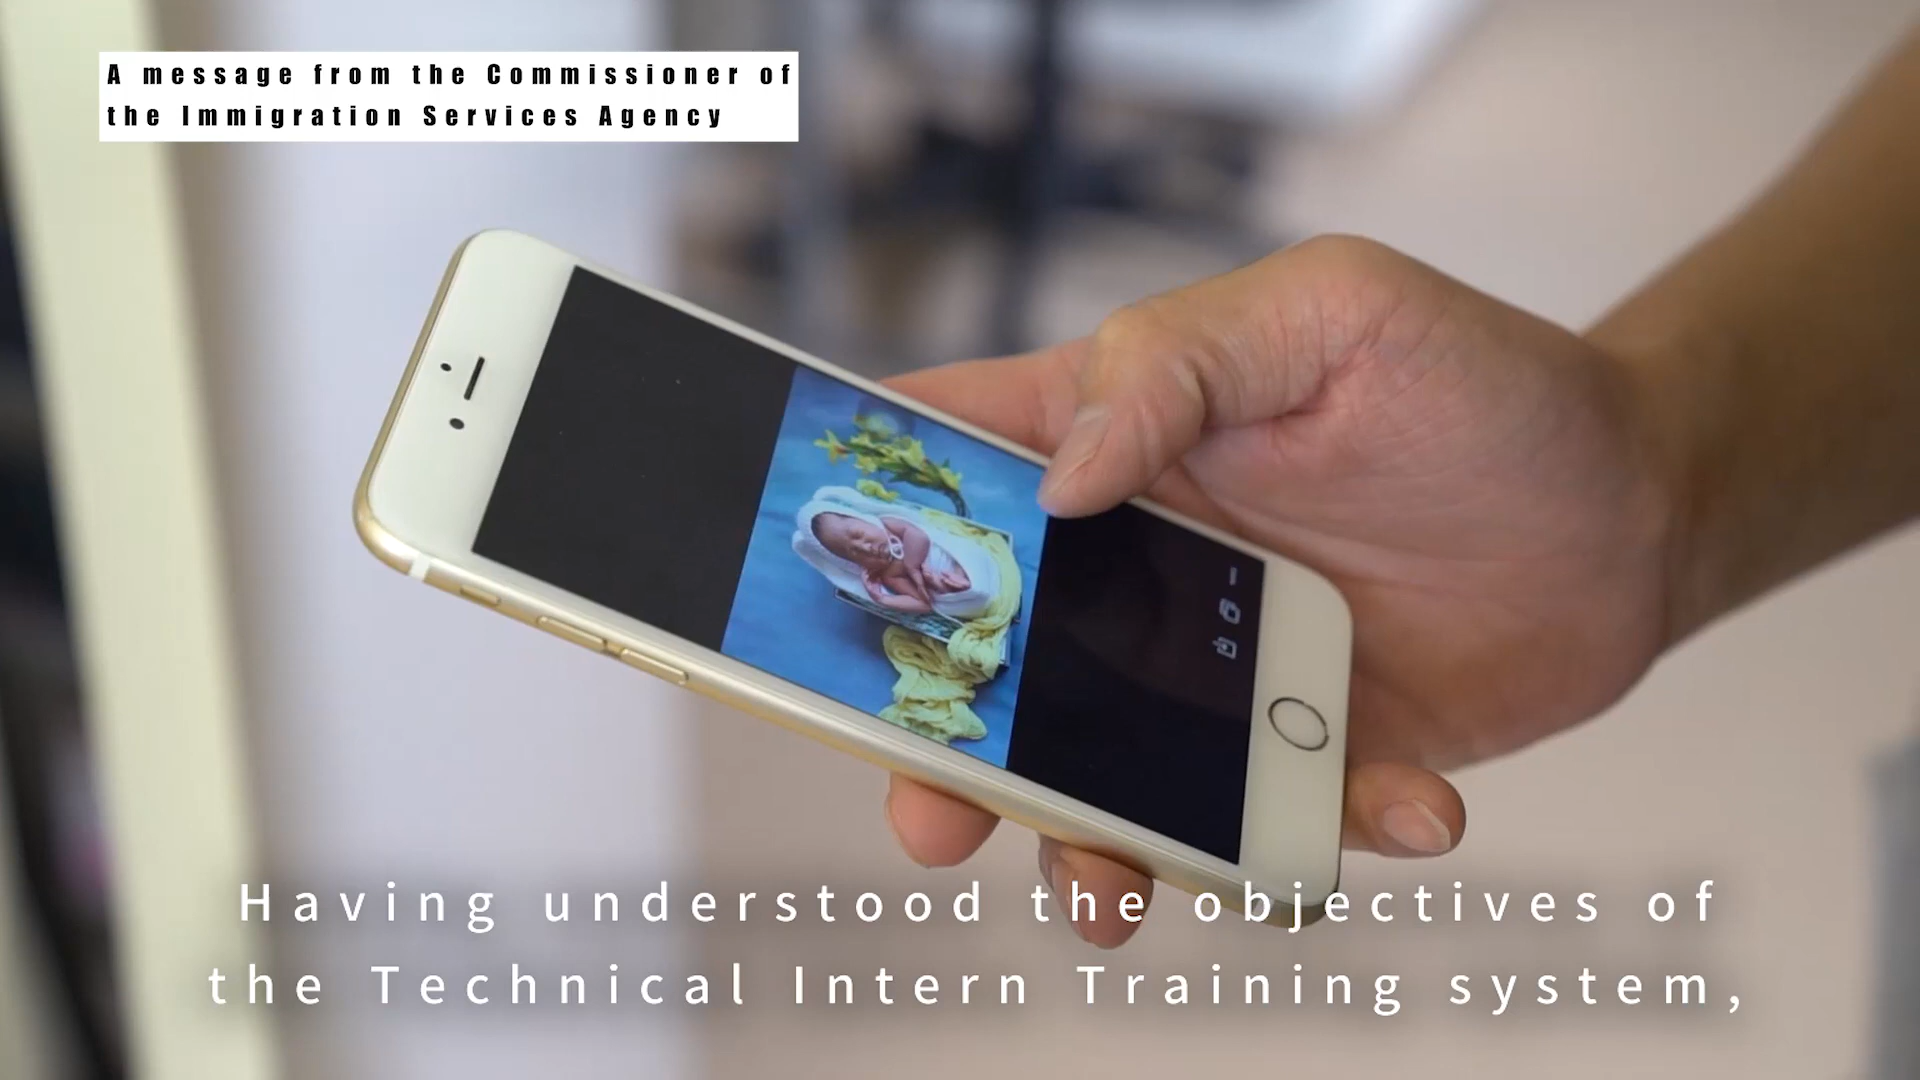 A message from the Commissioner of
the Immigration Services Agency
Having understood the objectives of
the Technical Intern Training system,